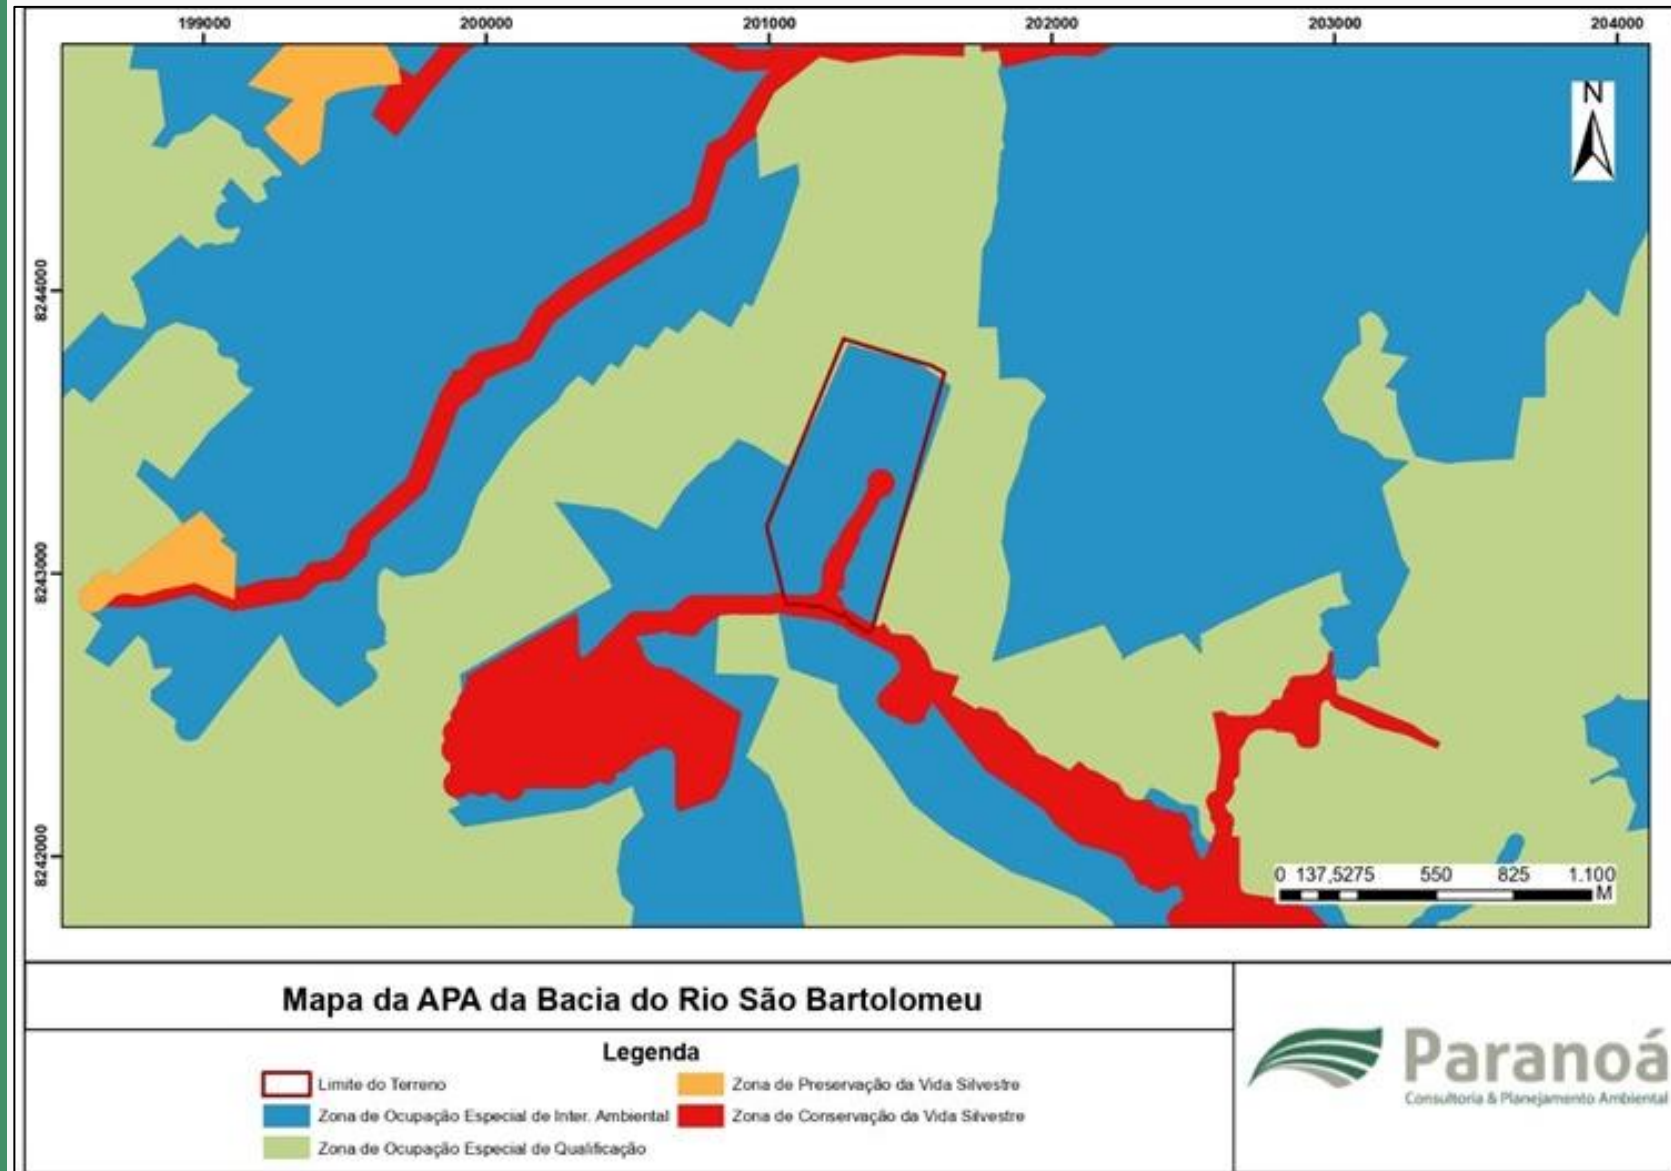 199000 200000 201000 202000 203000 204000
N
8244000
8243000
8242000
0 137,5275 550 825 1.100
M
Mapa da APA da Bacia do Rio São Bartolomeu
Legenda
Limite do Terreno
Zona de Preservação da Vida Silvestre
Zona de Ocupação Especial de Inter. Ambiental
Zona de Conservação da Vida Silvestre
Zona de Ocupação Especial de Qualificação
Paranoá
Consultoria & Planejamento Ambiental